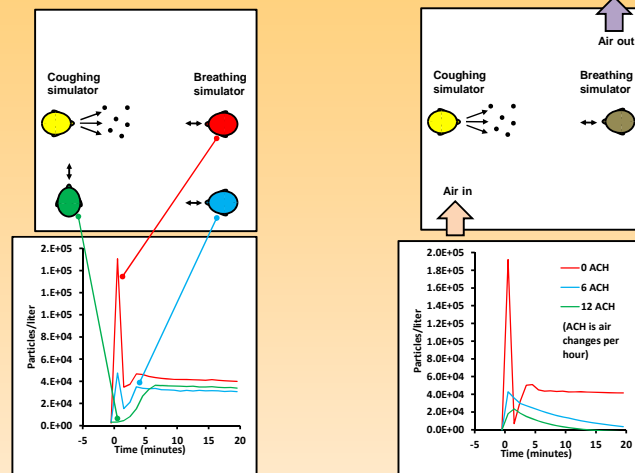 Coughing
simulator
Breathing
simulator
2.E+05
1.E+05
1.E+05
1.E+05
8.E+04
6.E+04
4.E+04
2.E+04
0.E+00
Particles/liter
-5 0 5 10 15 20
Time (minutes)
Air out
Coughing
simulator
Breathing
simulator
Air in
2.0E+05
1.8E+05
1.6E+05
1.4E+05
1.2E+05
1.0E+05
8.0E+04
6.0E+04
4.0E+04
2.0E+04
0.0E+00
Particles/liter
0 ACH
6 ACH
12 ACH
(ACH is air
changes per
hour)
-5 0 5 10 15 20
Time (minutes)